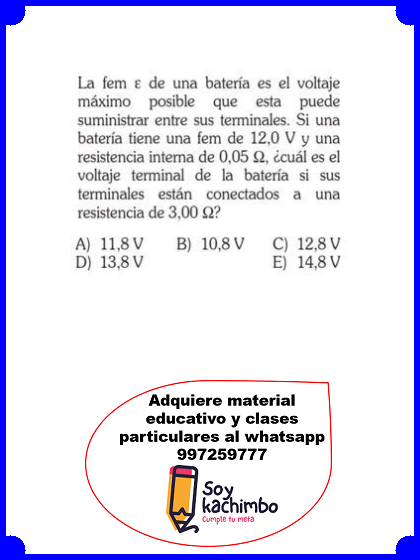 La fem ε de una batería es el voltaje
máximo posible que esta puede
suministrar entre sus terminales. Si una
batería tiene una fem de 12,0 V y una
resistencia interna de 0,05 Ω, ¿cuál es el
voltaje terminal de la batería si sus
terminales están conectados a una
resistencia de 3,00 Ω?
A) 11,8 V B) 10,8 V C) 12,8 V
D) 13,8 V E) 14,8 V
Adquiere material
educativo y clases
particulares al whatsapp
997259777
Soy
kachimbo
Cumple tu meta